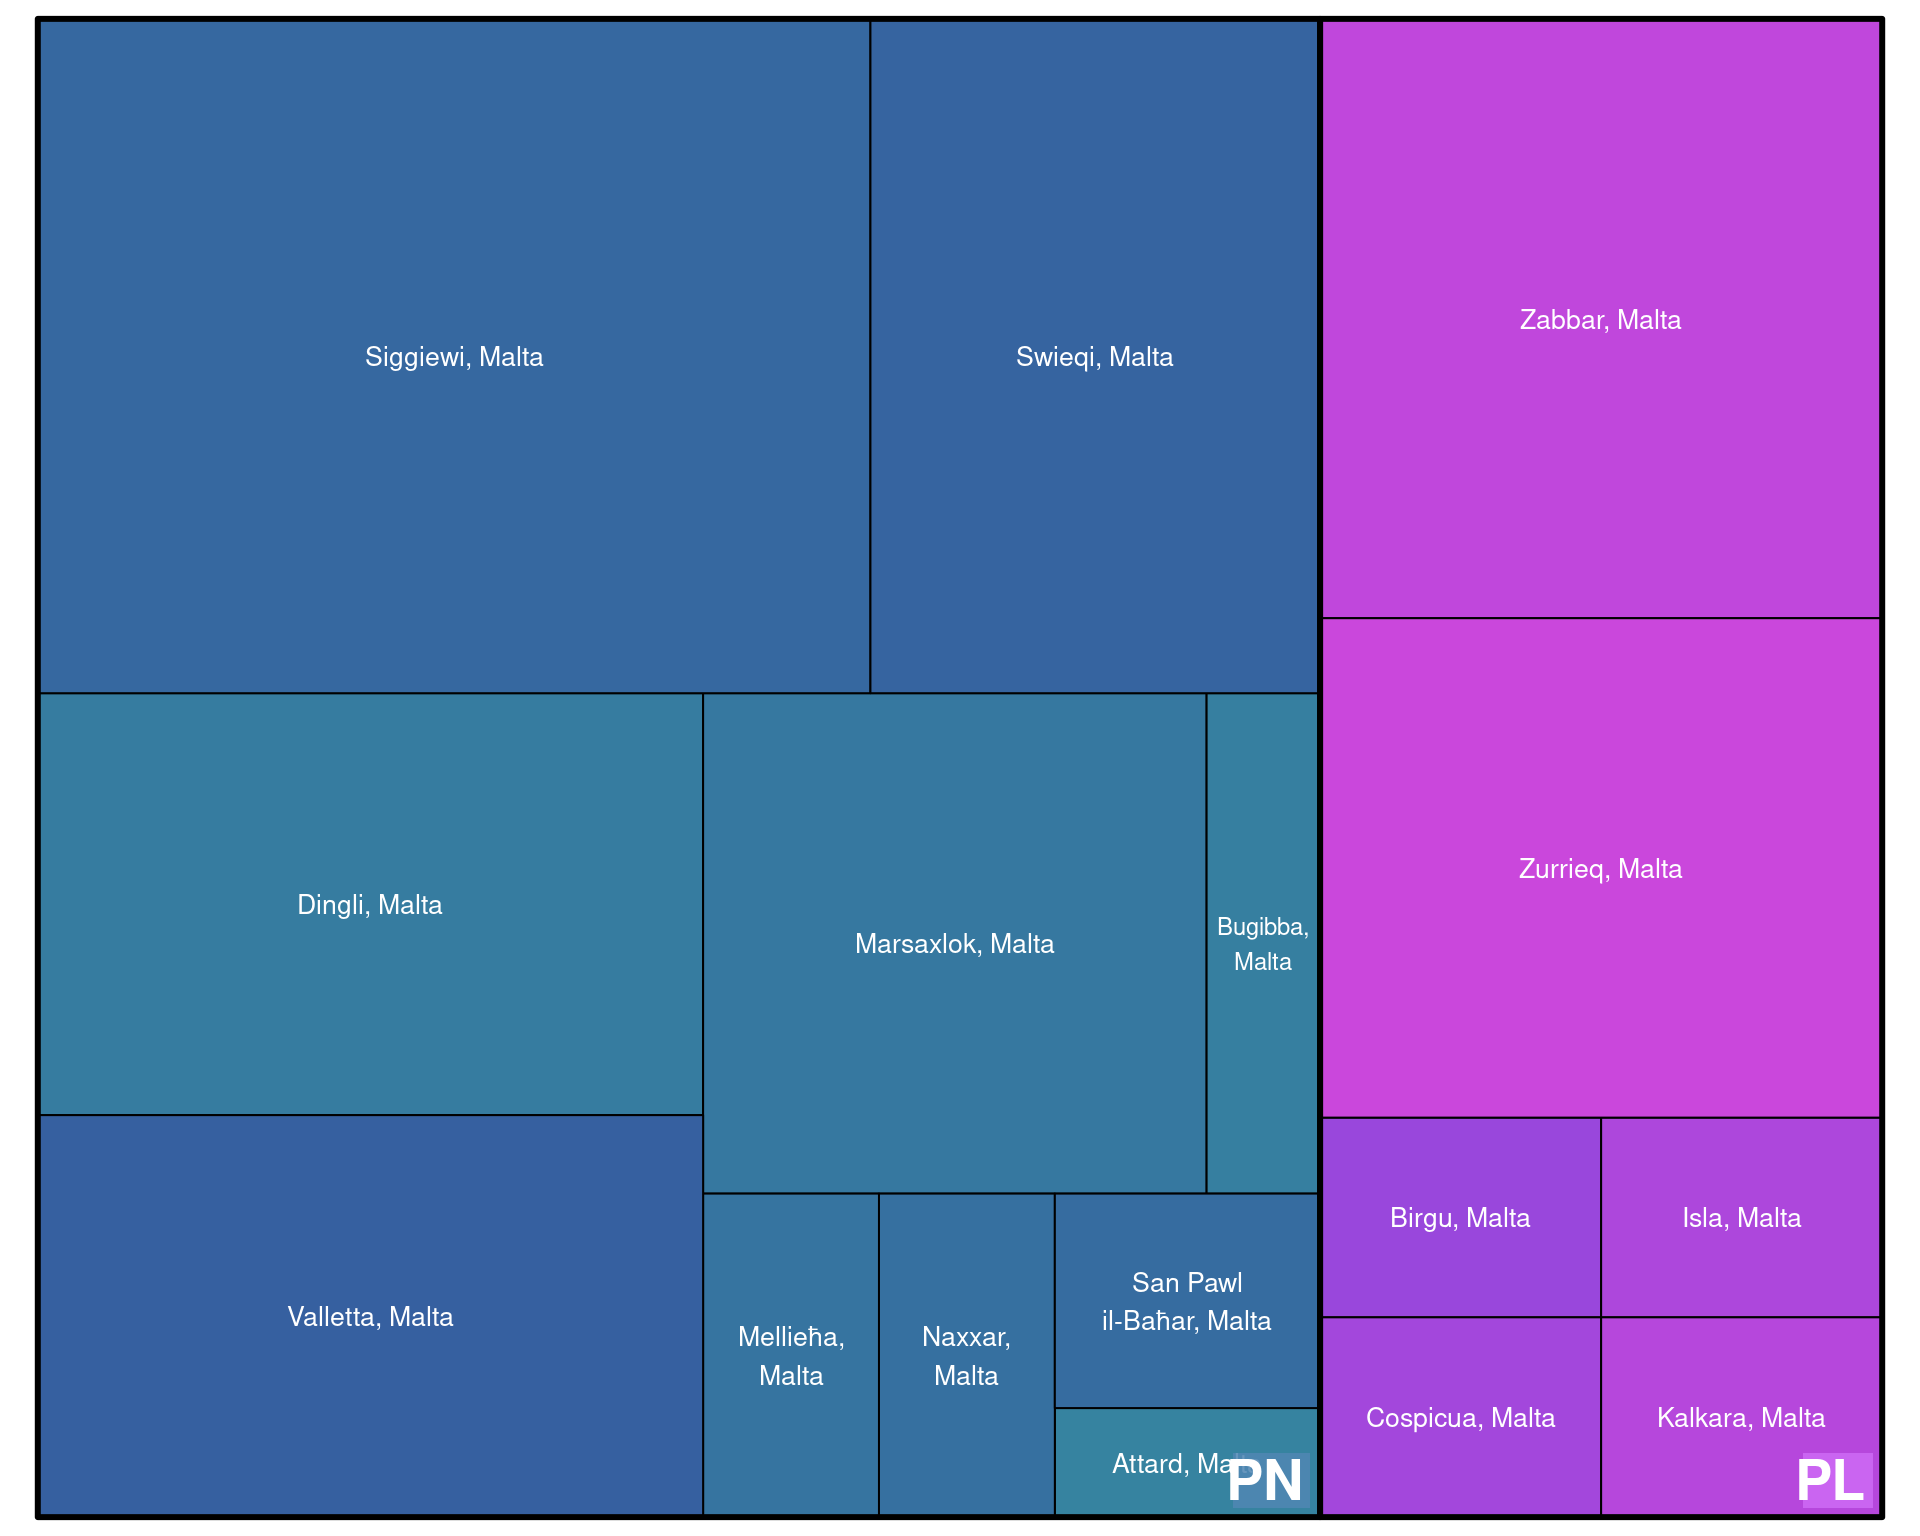 Siggiewi, Malta
Swieqi, Malta
Zabbar, Malta
Dingli, Malta
Marsaxlok, Malta
Bugibba,
Malta
Zurrieq, Malta
Valletta, Malta
Mellieħa,
Malta
Naxxar,
Malta
San Pawl
il-Baħar, Malta
Attard, Malta
PN
Birgu, Malta
Isla, Malta
Cospicua, Malta
Kalkara, Malta
PL